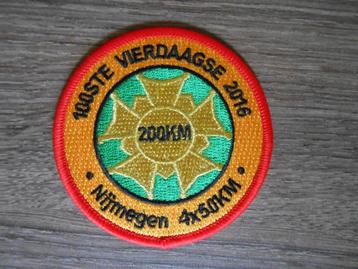 100STE VIERDAAGSE 2016
200KM
• Nijmegen 4x50KM •